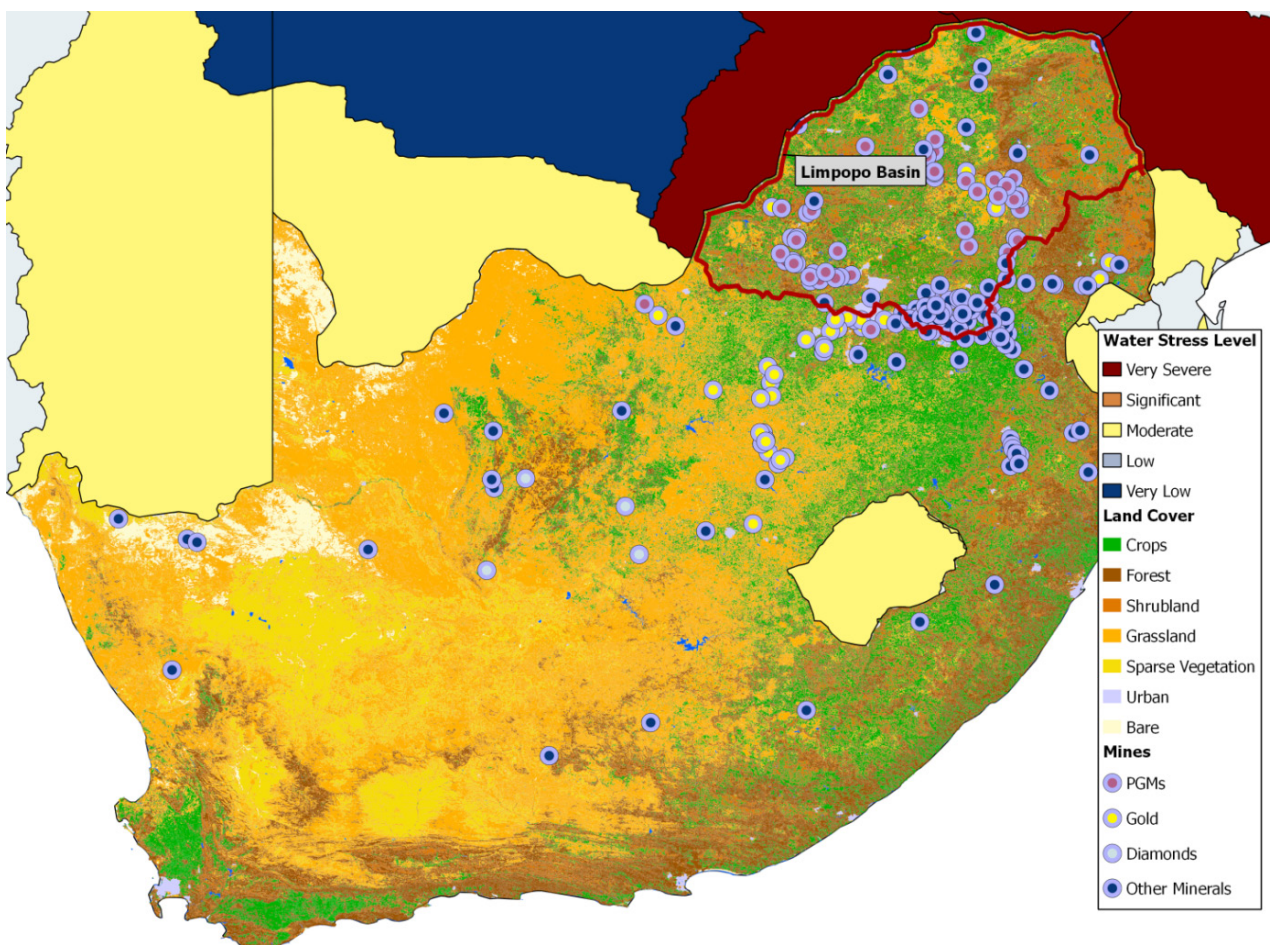 Limpopo Basin
Water Stress Level
Very Severe
Significant
Moderate
Low
Very Low
Land Cover
Crops
Forest
Shrubland
Grassland
Sparse Vegetation
Urban
Bare
Mines
PGMs
Gold
Diamonds
Other Minerals